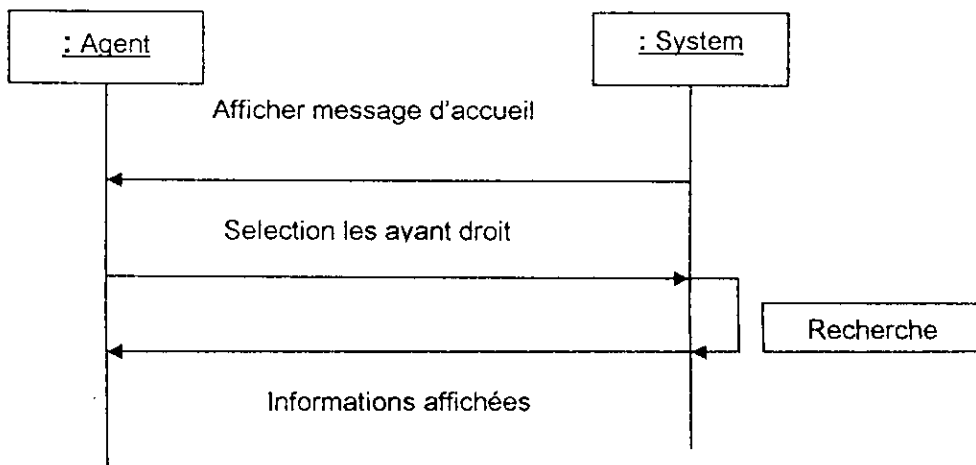 : Agent
: System
Afficher message d'accueil
Selection les ayant droit
Recherche
Informations affichées